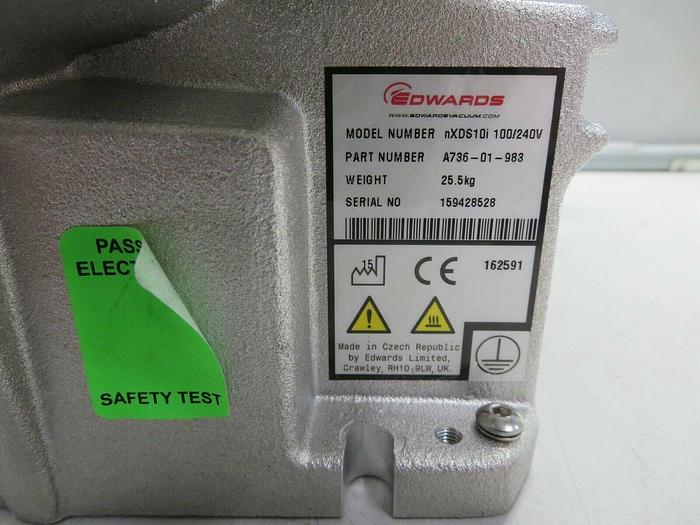 EDWARDS
WWW.EDWARDSVACUUM.COM
MODEL NUMBER nXDS10i 100/240V
PART NUMBER A736-01-983
WEIGHT 25.5kg
SERIAL NO 159428528
15
CE 162591
Made in Czech Republic
by Edwards Limited,
Crawley, RH10 9LW, UK.
PASS
ELECT
SAFETY TEST